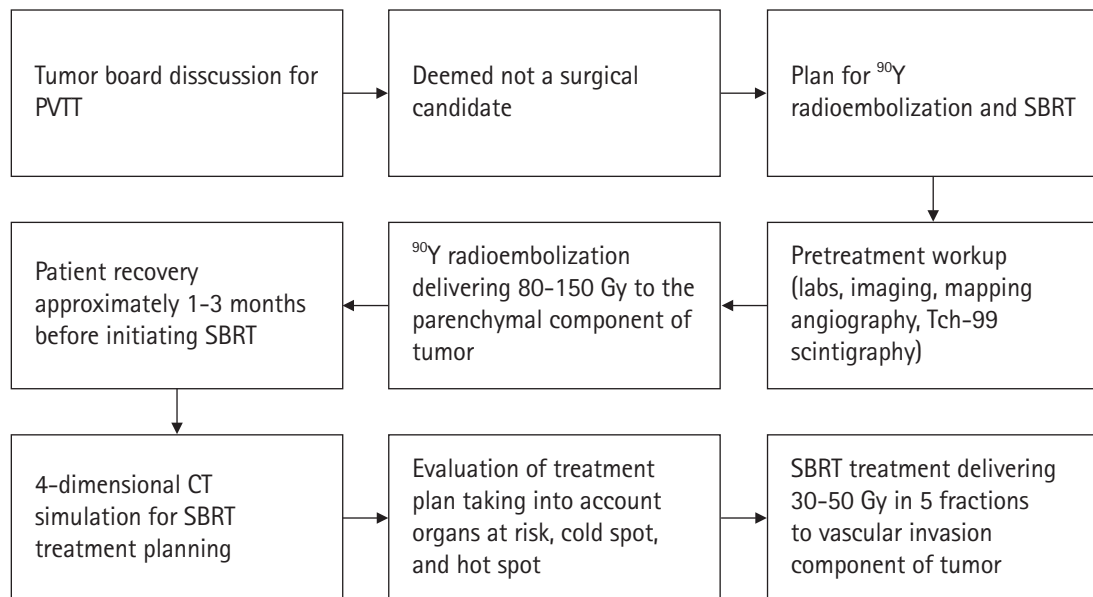 Tumor board disscussion for
PVTT
Deemed not a surgical
candidate
Plan for ⁹⁰Y
radioembolization and SBRT
Pretreatment workup
(labs, imaging, mapping
angiography, Tch-99
scintigraphy)
⁹⁰Y radioembolization
delivering 80-150 Gy to the
parenchymal component of
tumor
Patient recovery
approximately 1-3 months
before initiating SBRT
4-dimensional CT
simulation for SBRT
treatment planning
Evaluation of treatment
plan taking into account
organs at risk, cold spot,
and hot spot
SBRT treatment delivering
30-50 Gy in 5 fractions
to vascular invasion
component of tumor